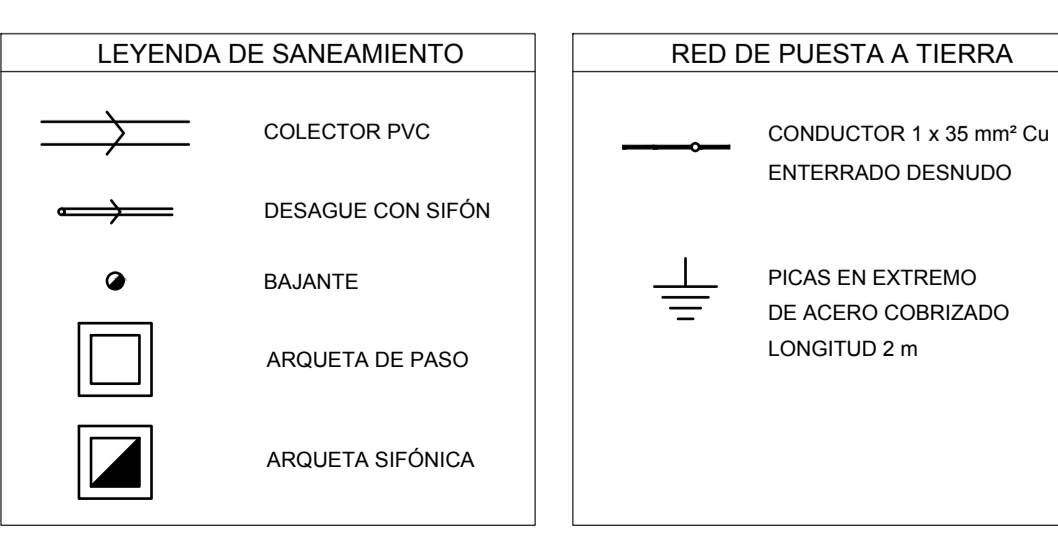 LEYENDA DE SANEAMIENTO
COLECTOR PVC
DESAGUE CON SIFÓN
BAJANTE
ARQUETA DE PASO
ARQUETA SIFÓNICA
RED DE PUESTA A TIERRA
CONDUCTOR 1 x 35 mm² Cu
ENTERRADO DESNUDO
PICAS EN EXTREMO
DE ACERO COBRIZADO
LONGITUD 2 m